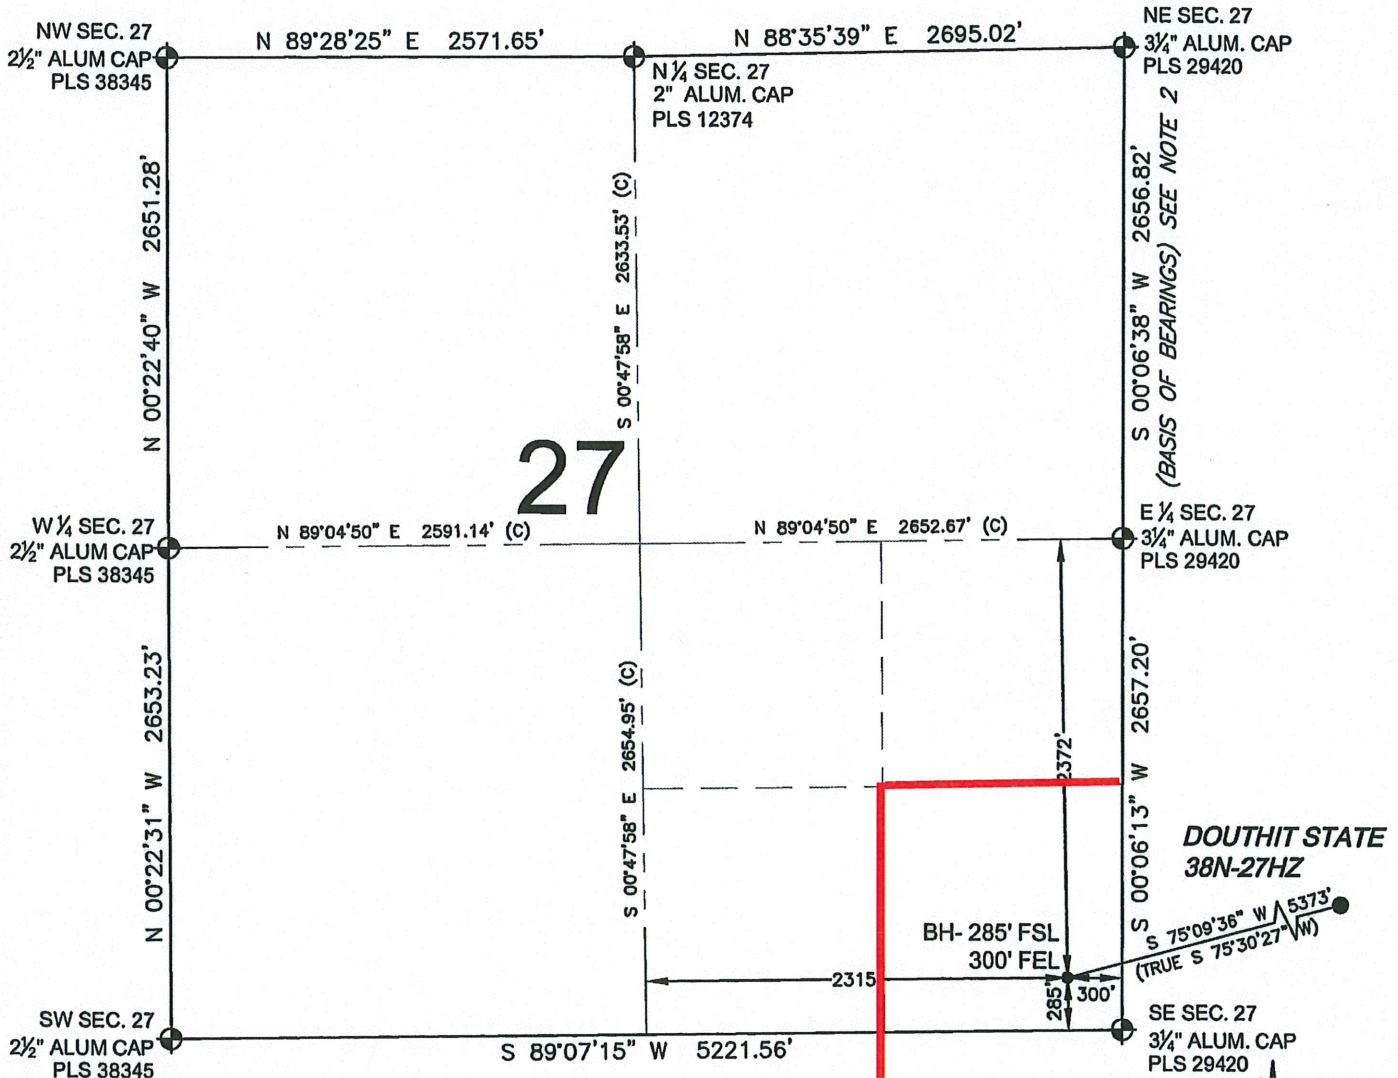 NW SEC. 27
2½" ALUM CAP
PLS 38345
N 89°28'25" E 2571.65'
N 88°35'39" E 2695.02'
NE SEC. 27
3¼" ALUM. CAP
PLS 29420
N ¼ SEC. 27
2" ALUM. CAP
PLS 12374
N 00°22'40" W 2651.28'
S 00°47'58" E 2633.53' (C)
S 00°06'38" W 2656.82'
(BASIS OF BEARINGS) SEE NOTE 2
27
W ¼ SEC. 27
2½" ALUM CAP
PLS 38345
N 89°04'50" E 2591.14' (C)
N 89°04'50" E 2652.67' (C)
E ¼ SEC. 27
3¼" ALUM. CAP
PLS 29420
N 00°22'31" W 2653.23'
S 00°47'58" E 2654.95' (C)
2372'
S 00°06'13" W 2657.20'
DOUTHIT STATE
38N-27HZ
S 75°09'36" W 5373'
(TRUE S 75°30'27" W)
BH- 285' FSL
300' FEL
2315
285'
300'
SW SEC. 27
2½" ALUM CAP
PLS 38345
S 89°07'15" W 5221.56'
SE SEC. 27
3¼" ALUM. CAP
PLS 29420